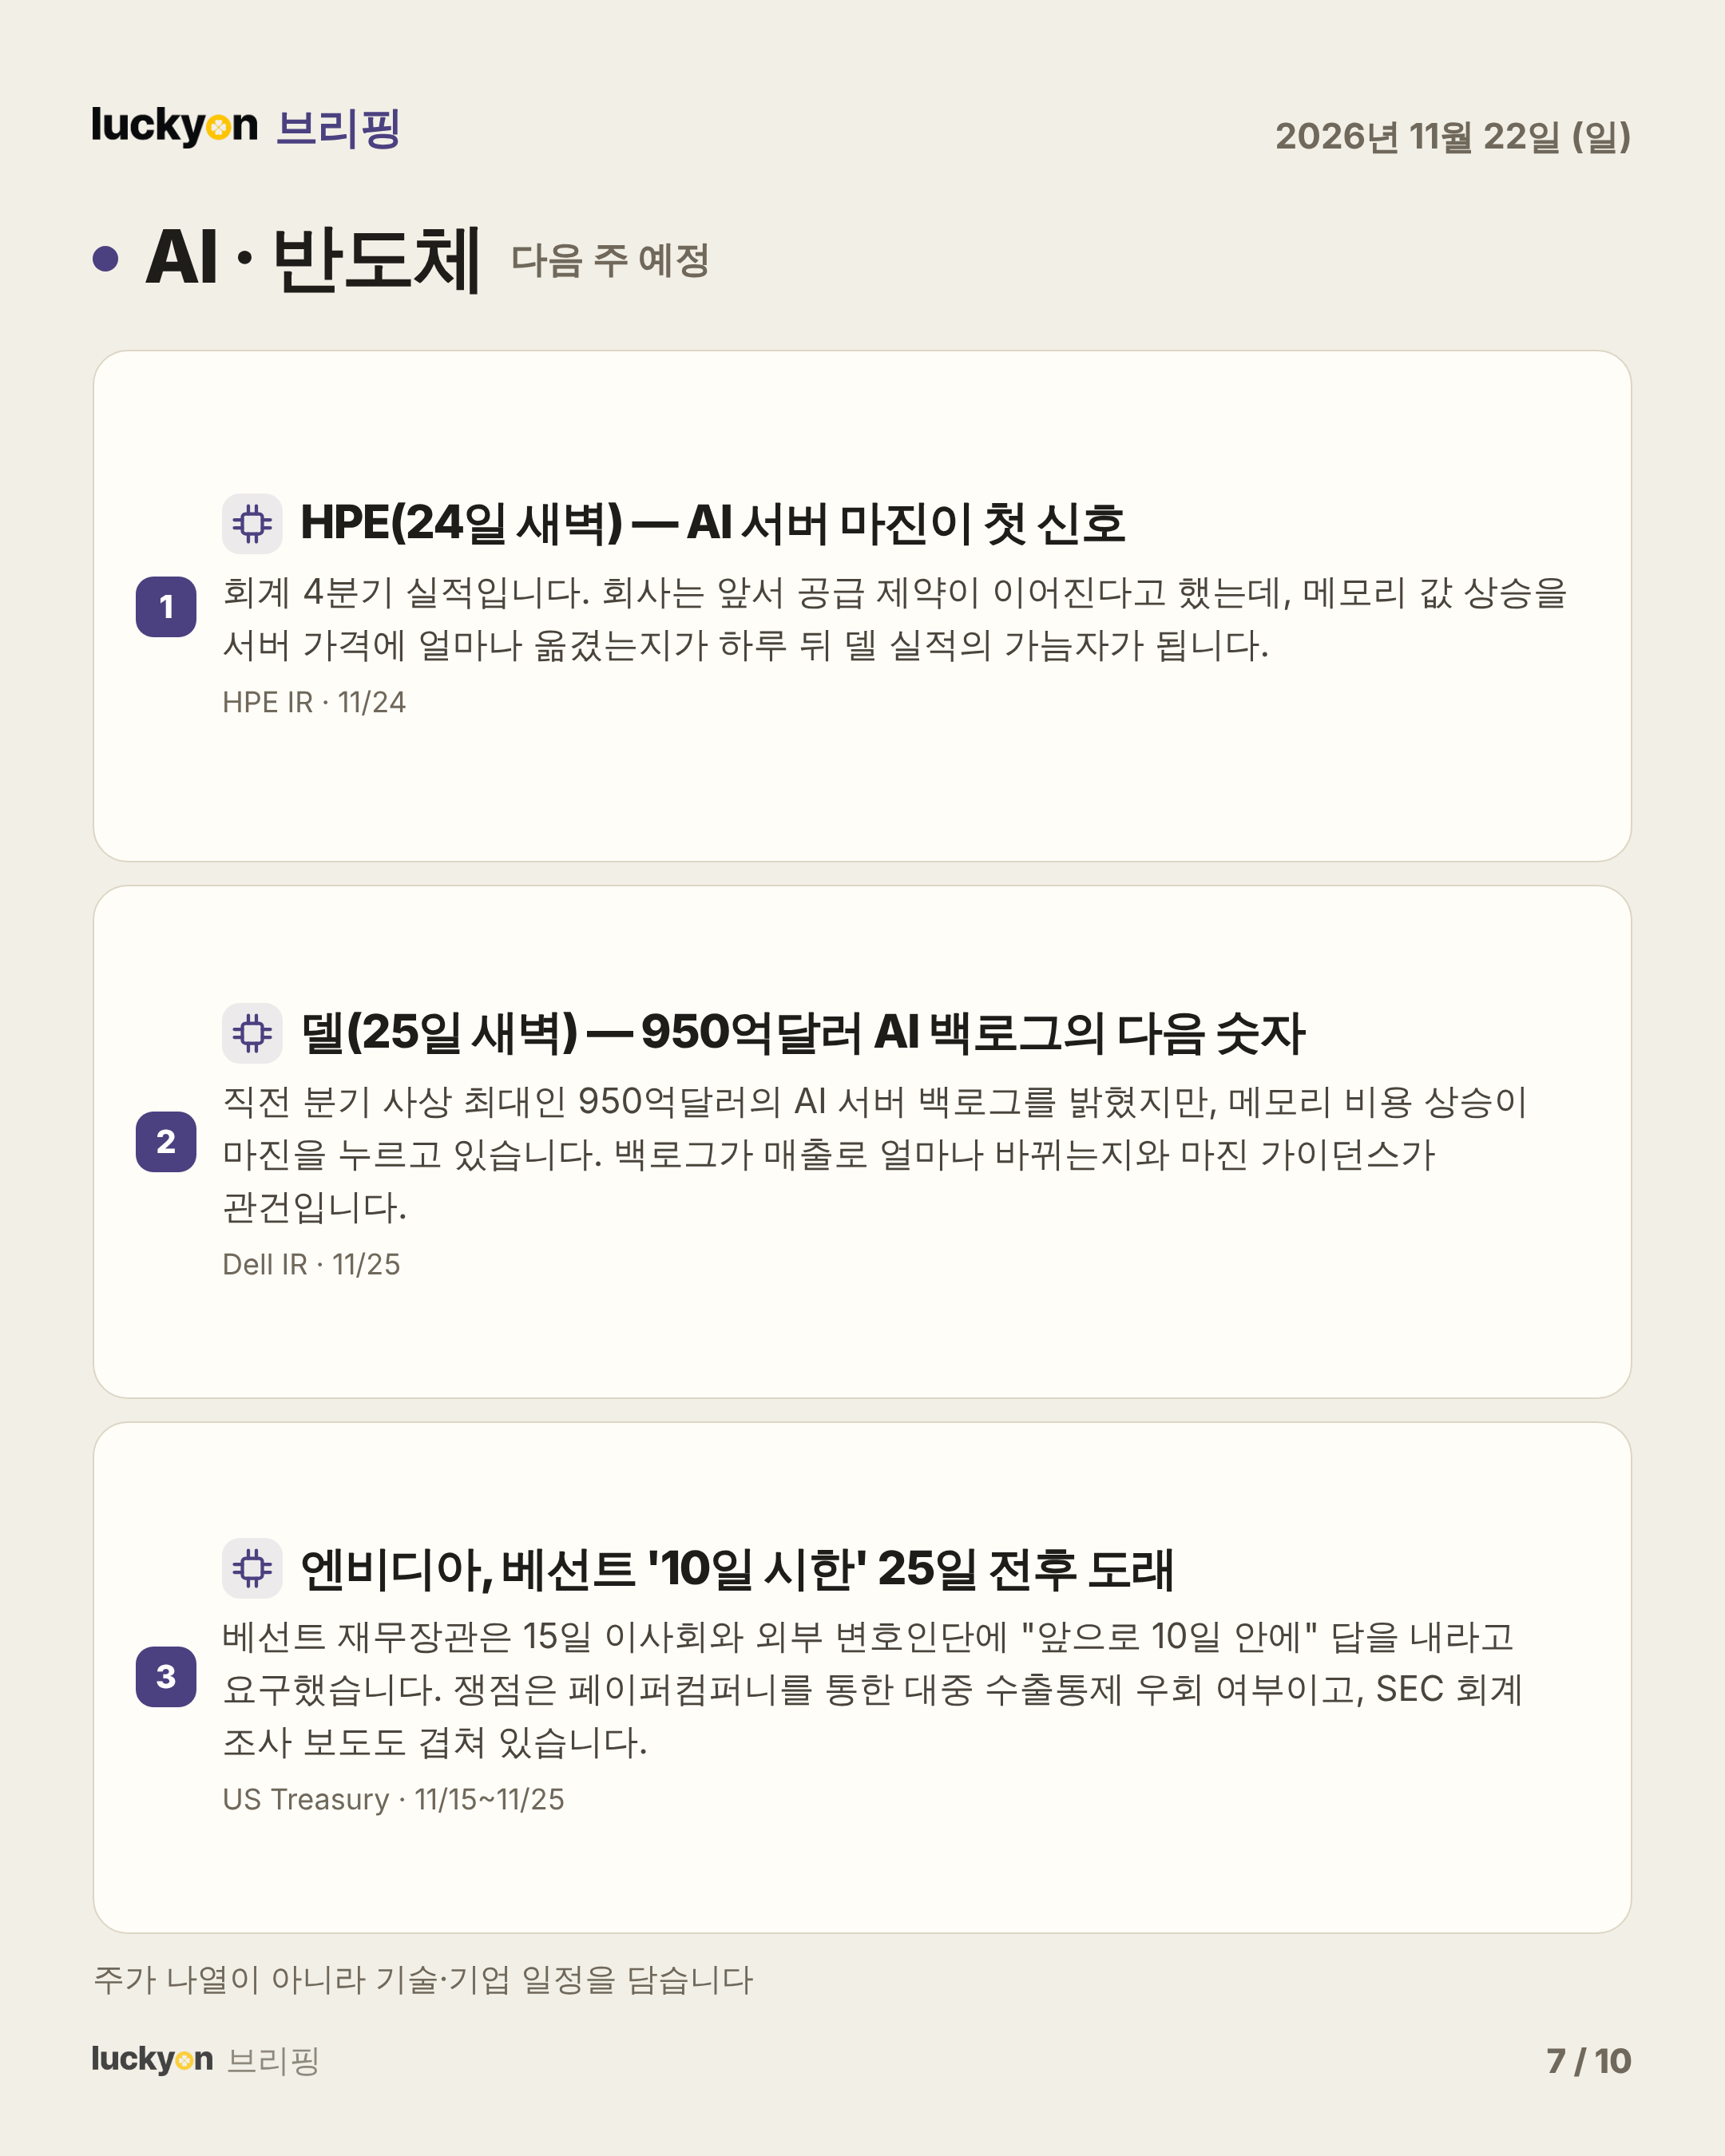 luckyon 브리핑
2026년 11월 22일 (일)
AI · 반도체 다음 주 예정
HPE(24일 새벽) — AI 서버 마진이 첫 신호
1
회계 4분기 실적입니다. 회사는 앞서 공급 제약이 이어진다고 했는데, 메모리 값 상승을
서버 가격에 얼마나 옮겼는지가 하루 뒤 델 실적의 가늠자가 됩니다.
HPE IR · 11/24
델(25일 새벽) — 950억달러 AI 백로그의 다음 숫자
2
직전 분기 사상 최대인 950억달러의 AI 서버 백로그를 밝혔지만, 메모리 비용 상승이
마진을 누르고 있습니다. 백로그가 매출로 얼마나 바뀌는지와 마진 가이던스가
관건입니다.
Dell IR · 11/25
엔비디아, 베선트 '10일 시한' 25일 전후 도래
3
베선트 재무장관은 15일 이사회와 외부 변호인단에 "앞으로 10일 안에" 답을 내라고
요구했습니다. 쟁점은 페이퍼컴퍼니를 통한 대중 수출통제 우회 여부이고, SEC 회계
조사 보도도 겹쳐 있습니다.
US Treasury · 11/15~11/25
주가 나열이 아니라 기술·기업 일정을 담습니다
luckyon 브리핑
7 / 10